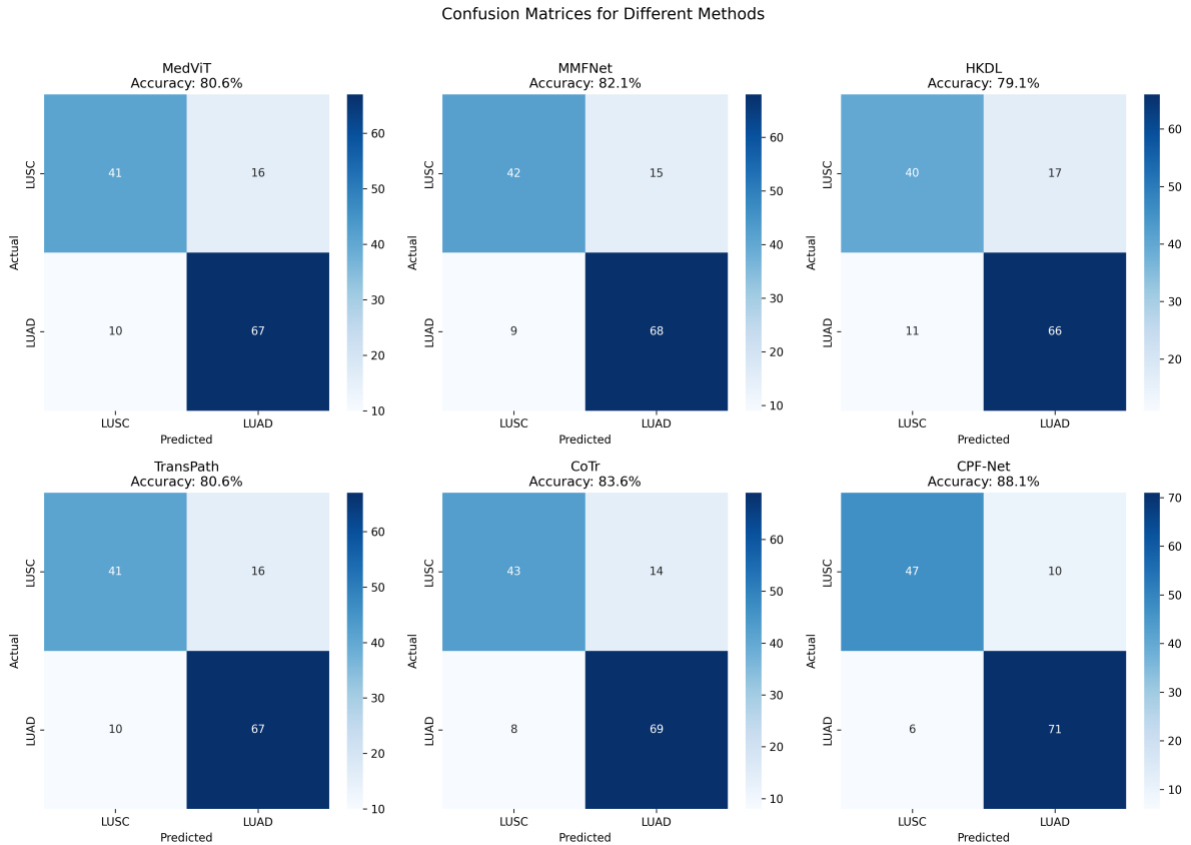 Confusion Matrices for Different Methods
MedViT
Accuracy: 80.6%
LUSC
41
16
60
50
40
30
20
10
Actual
LUAD
10
67
LUSC
LUAD
Predicted
MMFNet
Accuracy: 82.1%
LUSC
42
15
60
50
40
30
20
10
Actual
LUAD
9
68
LUSC
LUAD
Predicted
HKDL
Accuracy: 79.1%
LUSC
40
17
60
50
40
30
20
Actual
LUAD
11
66
LUSC
LUAD
Predicted
TransPath
Accuracy: 80.6%
LUSC
41
16
60
50
40
30
20
10
Actual
LUAD
10
67
LUSC
LUAD
Predicted
CoTr
Accuracy: 83.6%
LUSC
43
14
60
50
40
30
20
10
Actual
LUAD
8
69
LUSC
LUAD
Predicted
CPF-Net
Accuracy: 88.1%
LUSC
47
10
70
60
50
40
30
20
10
Actual
LUAD
6
71
LUSC
LUAD
Predicted